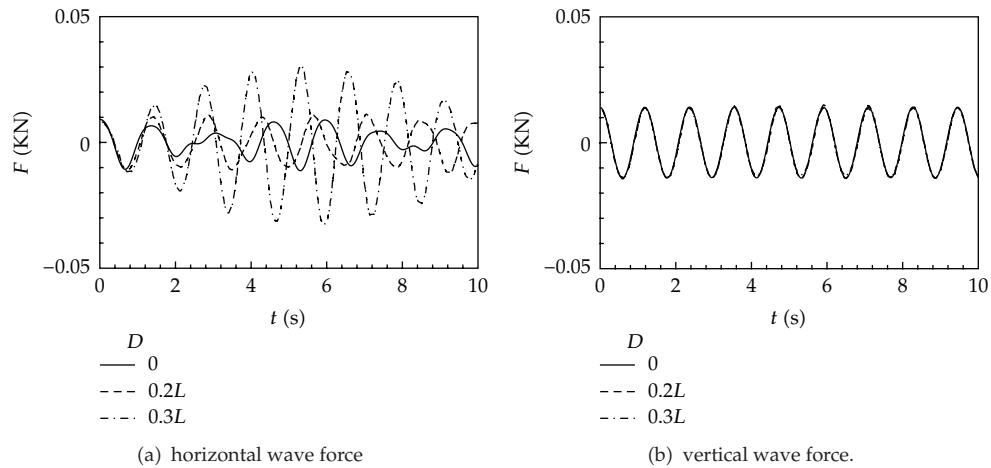 0.05
F (KN)
0
−0.05
0 2 4 6 8 10
t (s)
D
0
0.2L
0.3L
(a) horizontal wave force
0.05
F (KN)
0
−0.05
0 2 4 6 8 10
t (s)
D
0
0.2L
0.3L
(b) vertical wave force.